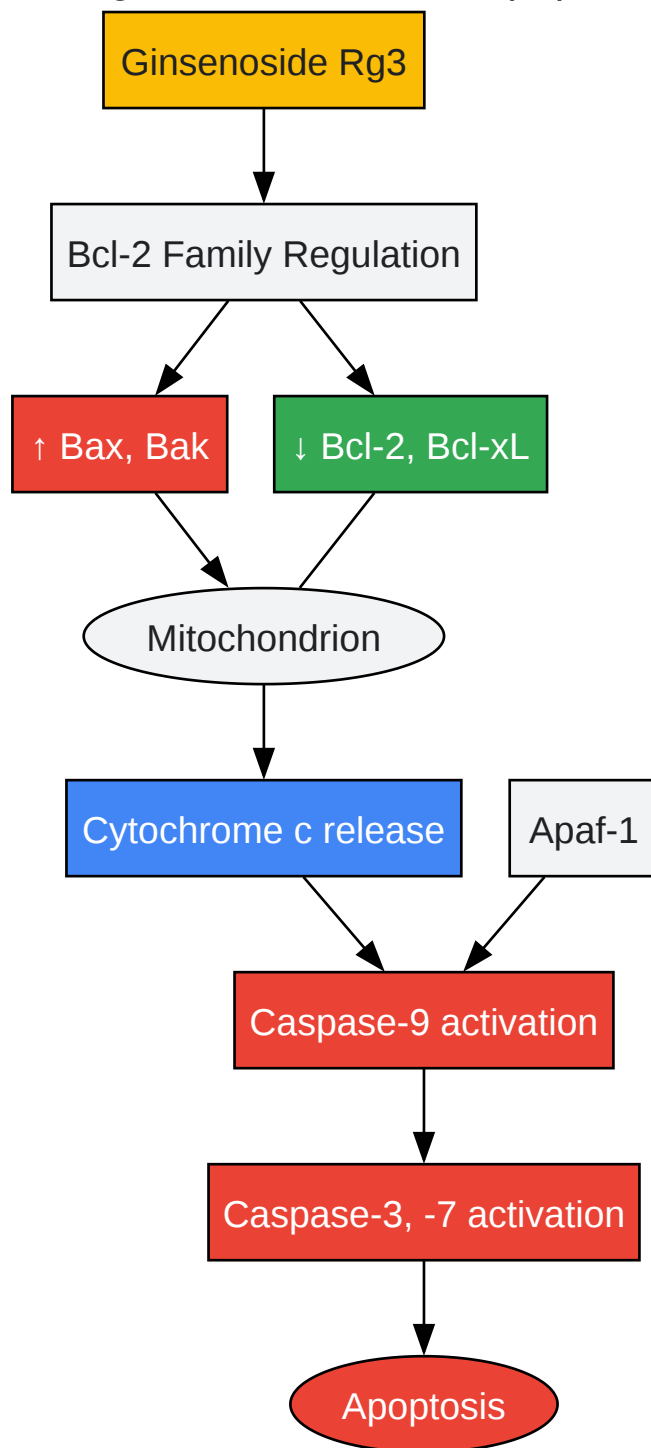 Ginsenoside Rg3
Bcl-2 Family Regulation
↑ Bax, Bak
↓ Bcl-2, Bcl-xL
Mitochondrion
Cytochrome c release
Apaf-1
Caspase-9 activation
Caspase-3, -7 activation
Apoptosis